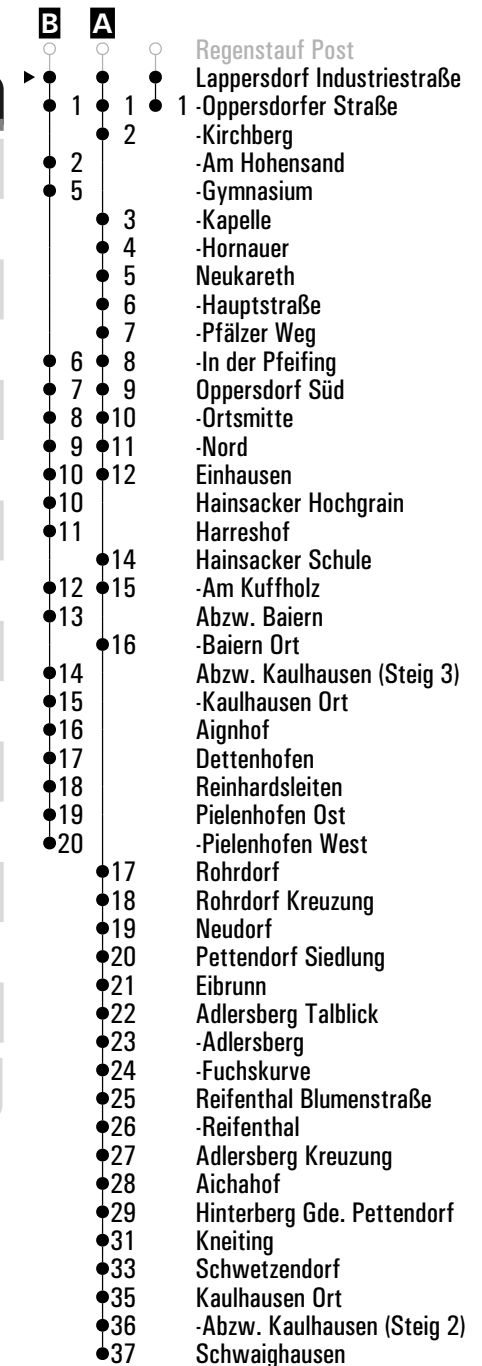 B A
Regenstauf Post
Lappersdorf Industriestraße
1 1 1 -Oppersdorfer Straße
2 -Kirchberg
2 -Am Hohensand
5 -Gymnasium
3 -Kapelle
4 -Hornauer
5 Neukareth
6 -Hauptstraße
7 -Pfälzer Weg
6 8 -In der Pfeifing
7 9 Oppersdorf Süd
8 10 -Ortsmitte
9 11 -Nord
10 12 Einhausen
10 Hainsacker Hochgrain
11 Harreshof
14 Hainsacker Schule
12 15 -Am Kuffholz
13 Abzw. Baiern
16 -Baiern Ort
14 Abzw. Kaulhausen (Steig 3)
15 -Kaulhausen Ort
16 Aignhof
17 Dettenhofen
18 Reinhardsleiten
19 Pielenhofen Ost
20 -Pielenhofen West
17 Rohrdorf
18 Rohrdorf Kreuzung
19 Neudorf
20 Pettendorf Siedlung
21 Eibrunn
22 Adlersberg Talblick
23 -Adlersberg
24 -Fuchskurve
25 Reifenthal Blumenstraße
26 -Reifenthal
27 Adlersberg Kreuzung
28 Aichahof
29 Hinterberg Gde. Pettendorf
31 Kneiting
33 Schwetzendorf
35 Kaulhausen Ort
36 -Abzw. Kaulhausen (Steig 2)
37 Schwaighausen